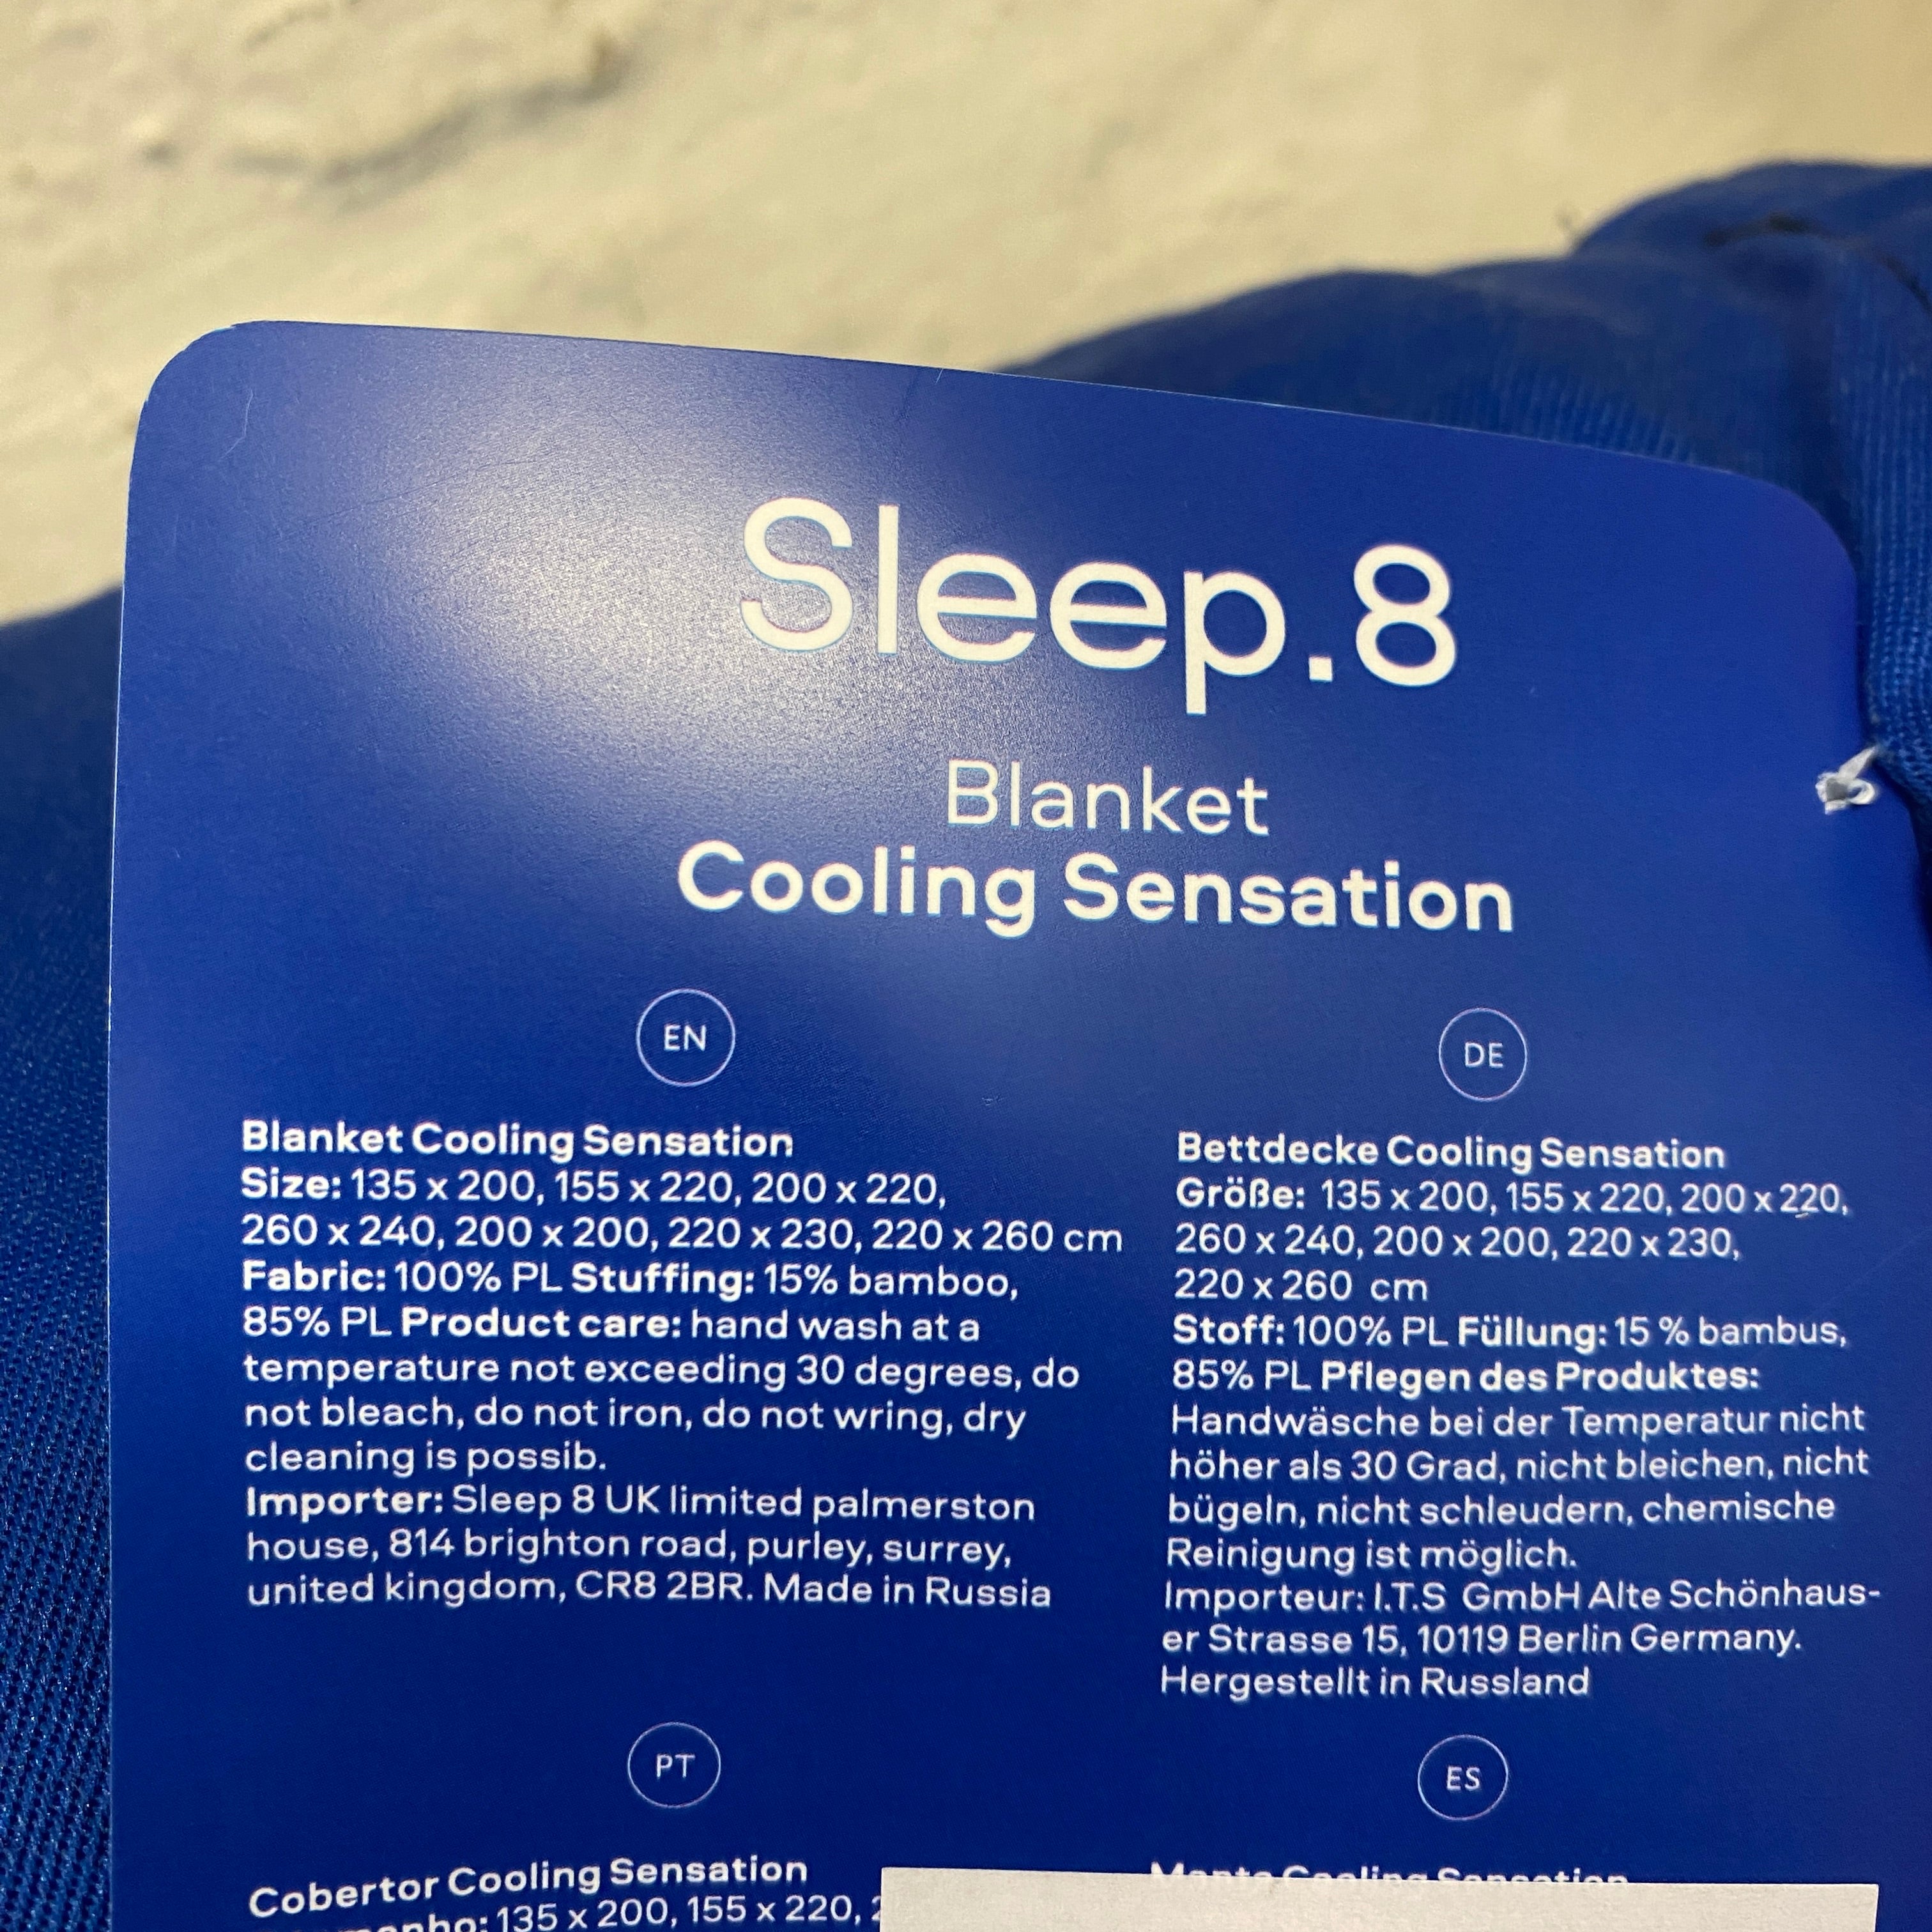 Sleep.8
Blanket
Cooling Sensation
EN
Blanket Cooling Sensation
Size: 135 x 200, 155 x 220, 200 x 220,
260 x 240, 200 x 200, 220 x 230, 220 x 260 cm
Fabric: 100% PL Stuffing: 15% bamboo,
85% PL Product care: hand wash at a
temperature not exceeding 30 degrees, do
not bleach, do not iron, do not wring, dry
cleaning is possib.
Importer: Sleep 8 UK limited palmerston
house, 814 brighton road, purley, surrey,
united kingdom, CR8 2BR. Made in Russia
DE
Bettdecke Cooling Sensation
Größe: 135 x 200, 155 x 220, 200 x 220,
260 x 240, 200 x 200, 220 x 230,
220 x 260 cm
Stoff: 100% PL Füllung: 15 % bambus,
85% PL Pflegen des Produktes:
Handwäsche bei der Temperatur nicht
höher als 30 Grad, nicht bleichen, nicht
bügeln, nicht schleudern, chemische
Reinigung ist möglich.
Importeur: I.T.S GmbH Alte Schönhaus-
er Strasse 15, 10119 Berlin Germany.
Hergestellt in Russland
PT
Cobertor Cooling Sensation
135 x 200, 155 x 220,
ES
Manta Cooling Sensation